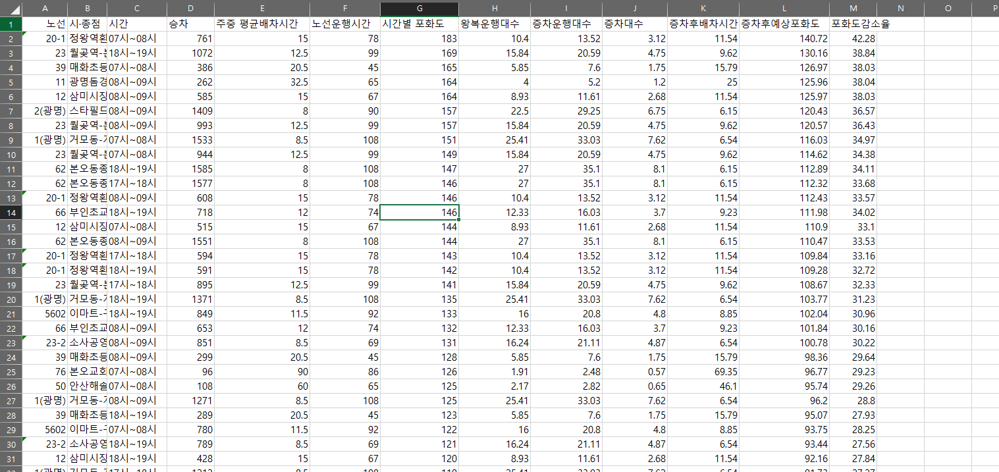 A B C D E F G H I J K L M N O P
1 노선 시·종점 시간 승차 주중 평균배차시간 노선운행시간 시간별 포화도 왕복운행대수 증차운행대수 증차대수 증차후배차시간 증차후예상포화도 포화도감소율
2 20-1 정왕역환 07시~08시 761 15 78 183 10.4 13.52 3.12 11.54 140.72 42.28
3 23 월곶역- 18시~19시 1072 12.5 99 169 15.84 20.59 4.75 9.62 130.16 38.84
4 39 매화초등 07시~08시 386 20.5 45 165 5.85 7.6 1.75 15.79 126.97 38.03
5 11 광명돔경 08시~09시 262 32.5 65 164 4 5.2 1.2 25 125.96 38.04
6 12 삼미시장 08시~09시 585 15 67 164 8.93 11.61 2.68 11.54 125.97 38.03
7 2(광명) 스타필드 08시~09시 1409 8 90 157 22.5 29.25 6.75 6.15 120.43 36.57
8 23 월곶역- 08시~09시 993 12.5 99 157 15.84 20.59 4.75 9.62 120.57 36.43
9 1(광명) 거모동- 07시~08시 1533 8.5 108 151 25.41 33.03 7.62 6.54 116.03 34.97
10 23 월곶역- 07시~08시 944 12.5 99 149 15.84 20.59 4.75 9.62 114.62 34.38
11 62 본오동종 18시~19시 1585 8 108 147 27 35.1 8.1 6.15 112.89 34.11
12 62 본오동종 17시~18시 1577 8 108 146 27 35.1 8.1 6.15 112.32 33.68
13 20-1 정왕역환 08시~09시 608 15 78 146 10.4 13.52 3.12 11.54 112.43 33.57
14 66 부인초교 18시~19시 718 12 74 146 12.33 16.03 3.7 9.23 111.98 34.02
15 12 삼미시장 07시~08시 515 15 67 144 8.93 11.61 2.68 11.54 110.9 33.1
16 62 본오동종 08시~09시 1551 8 108 144 27 35.1 8.1 6.15 110.47 33.53
17 20-1 정왕역환 17시~18시 594 15 78 143 10.4 13.52 3.12 11.54 109.84 33.16
18 20-1 정왕역환 18시~19시 591 15 78 142 10.4 13.52 3.12 11.54 109.28 32.72
19 23 월곶역- 17시~18시 895 12.5 99 141 15.84 20.59 4.75 9.62 108.67 32.33
20 1(광명) 거모동- 18시~19시 1371 8.5 108 135 25.41 33.03 7.62 6.54 103.77 31.23
21 5602 이마트- 18시~19시 849 11.5 92 133 16 20.8 4.8 8.85 102.04 30.96
22 66 부인초교 08시~09시 653 12 74 132 12.33 16.03 3.7 9.23 101.84 30.16
23 23-2 소사공영 08시~09시 851 8.5 69 131 16.24 21.11 4.87 6.54 100.78 30.22
24 39 매화초등 08시~09시 299 20.5 45 128 5.85 7.6 1.75 15.79 98.36 29.64
25 76 본오교회 07시~08시 96 90 86 126 1.91 2.48 0.57 69.35 96.77 29.23
26 50 안산해솔 07시~08시 108 60 65 125 2.17 2.82 0.65 46.1 95.74 29.26
27 1(광명) 거모동- 08시~09시 1271 8.5 108 125 25.41 33.03 7.62 6.54 96.2 28.8
28 39 매화초등 18시~19시 289 20.5 45 123 5.85 7.6 1.75 15.79 95.07 27.93
29 5602 이마트- 07시~08시 780 11.5 92 122 16 20.8 4.8 8.85 93.75 28.25
30 23-2 소사공영 18시~19시 789 8.5 69 121 16.24 21.11 4.87 6.54 93.44 27.56
31 12 삼미시장 18시~19시 428 15 67 120 8.93 11.61 2.68 11.54 92.16 27.84